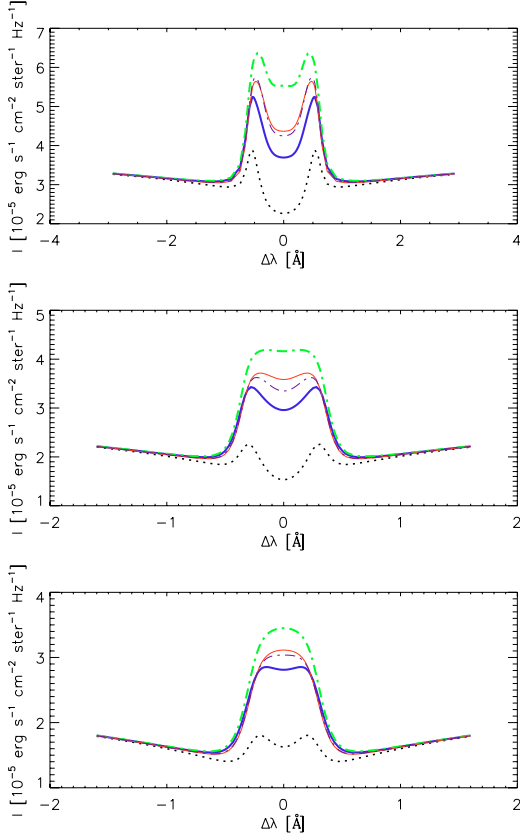 I [10⁻⁵ erg s⁻¹ cm⁻² ster⁻¹ Hz⁻¹]
7
6
5
4
3
2
−4 −2 0 2 4
Δλ [Å]
I [10⁻⁵ erg s⁻¹ cm⁻² ster⁻¹ Hz⁻¹]
5
4
3
2
1
−2 −1 0 1 2
Δλ [Å]
I [10⁻⁵ erg s⁻¹ cm⁻² ster⁻¹ Hz⁻¹]
4
3
2
1
−2 −1 0 1 2
Δλ [Å]